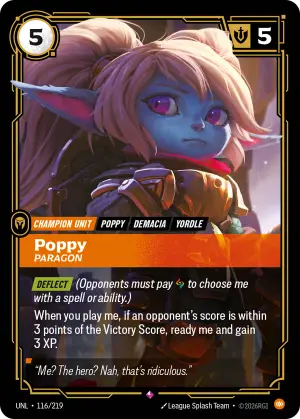 5
5
CHAMPION UNIT POPPY DEMACIA YORDLE
Poppy
PARAGON
DEFLECT (Opponents must pay to choose me
with a spell or ability.)
When you play me, if an opponent's score is within
3 points of the Victory Score, ready me and gain
3 XP.
"Me? The hero? Nah, that's ridiculous."
UNL • 116/219
League Splash Team • ©2026RGI